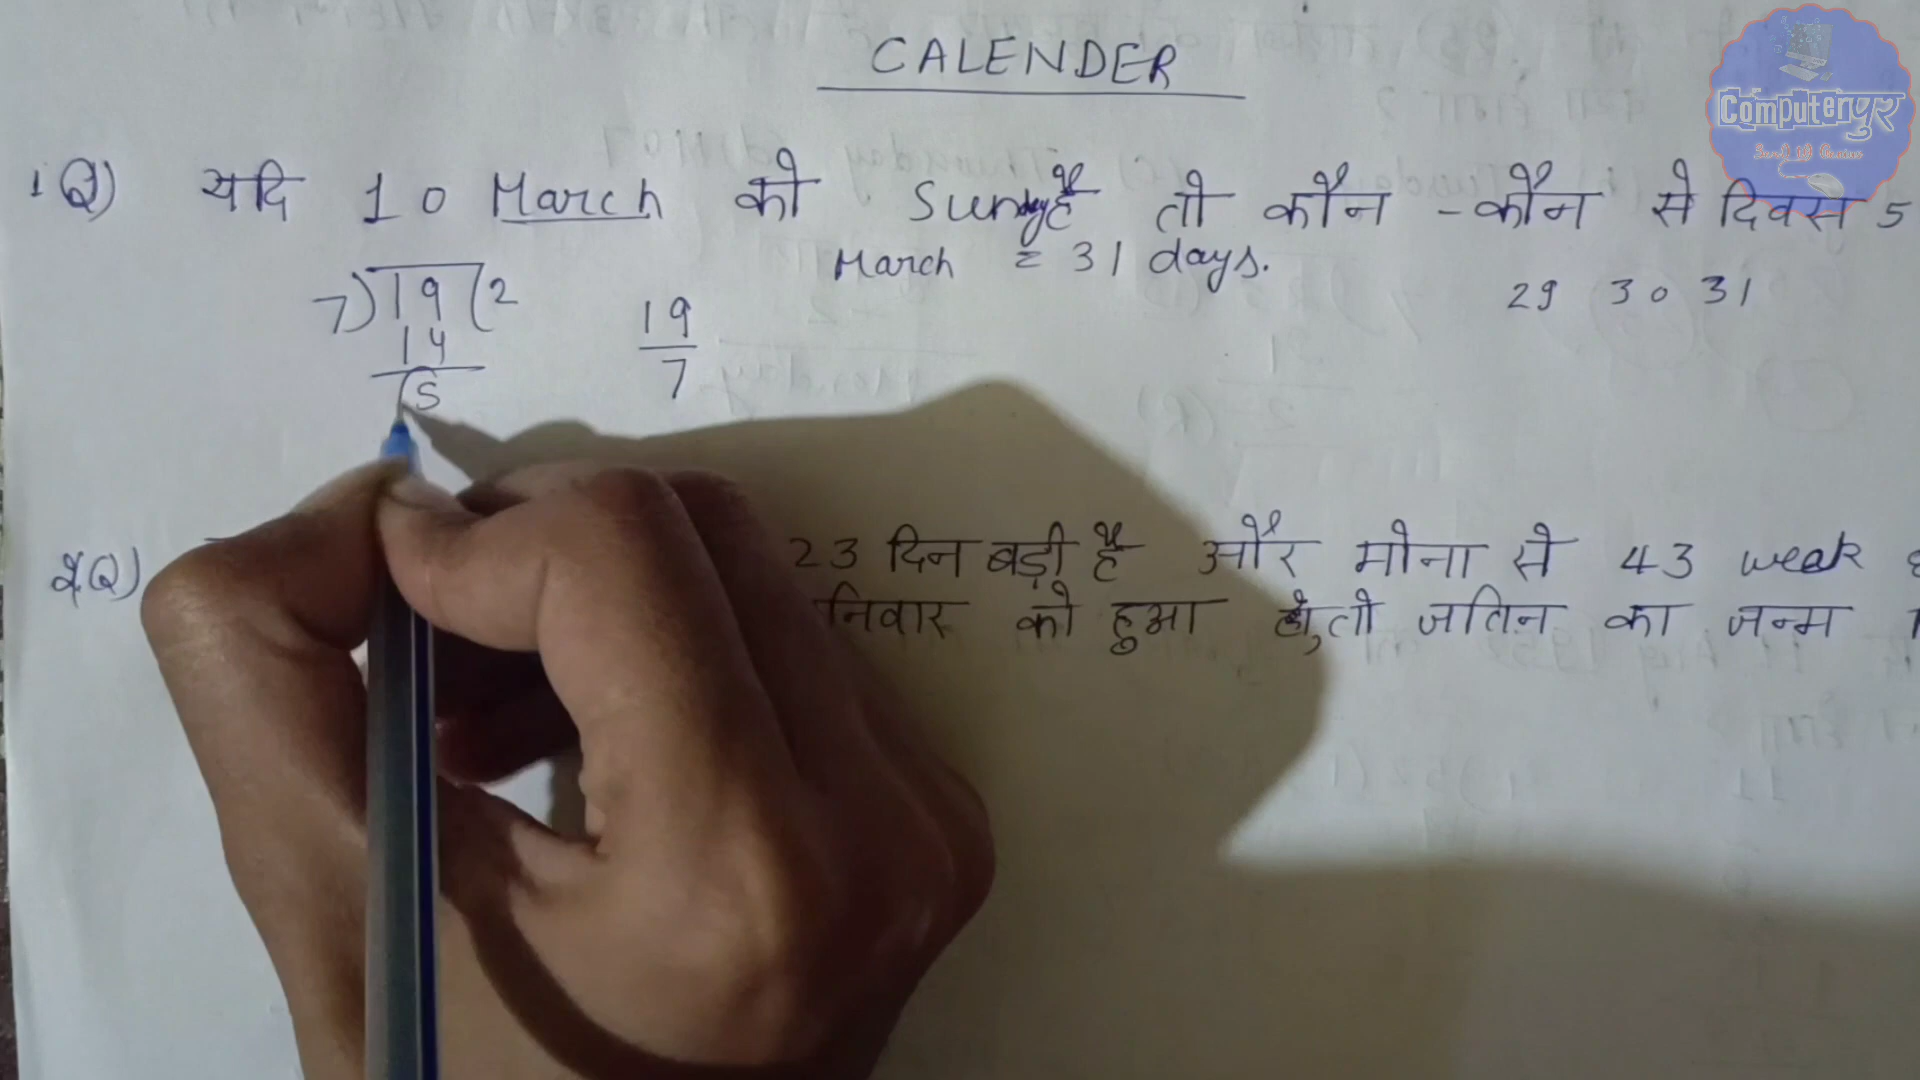 CALENDER
Computerपुर
1Q) यदि 10 March को Sunday है तो कौन - कौन से दिवस 5
March = 31 days.
29 30 31
7) 19 (2
14
5
19
7
2Q) 23 दिन बड़ी है और मोना से 43 weak
निवार को हुआ हो, तो जतिन का जन्म